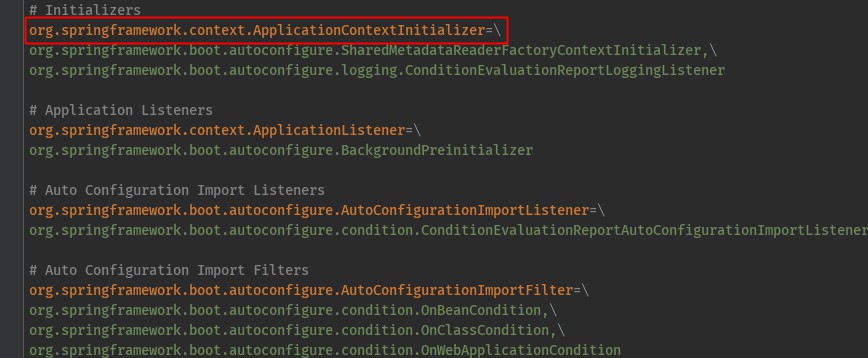 # Initializers
org.springframework.context.ApplicationContextInitializer=\
org.springframework.boot.autoconfigure.SharedMetadataReaderFactoryContextInitializer,\
org.springframework.boot.autoconfigure.logging.ConditionEvaluationReportLoggingListener
# Application Listeners
org.springframework.context.ApplicationListener=\
org.springframework.boot.autoconfigure.BackgroundPreinitializer
# Auto Configuration Import Listeners
org.springframework.boot.autoconfigure.AutoConfigurationImportListener=\
org.springframework.boot.autoconfigure.condition.ConditionEvaluationReportAutoConfigurationImportListener
# Auto Configuration Import Filters
org.springframework.boot.autoconfigure.AutoConfigurationImportFilter=\
org.springframework.boot.autoconfigure.condition.OnBeanCondition,\
org.springframework.boot.autoconfigure.condition.OnClassCondition,\
org.springframework.boot.autoconfigure.condition.OnWebApplicationCondition